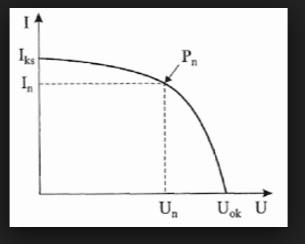 I
I_ks
P_n
I_n
U_n U_ok U